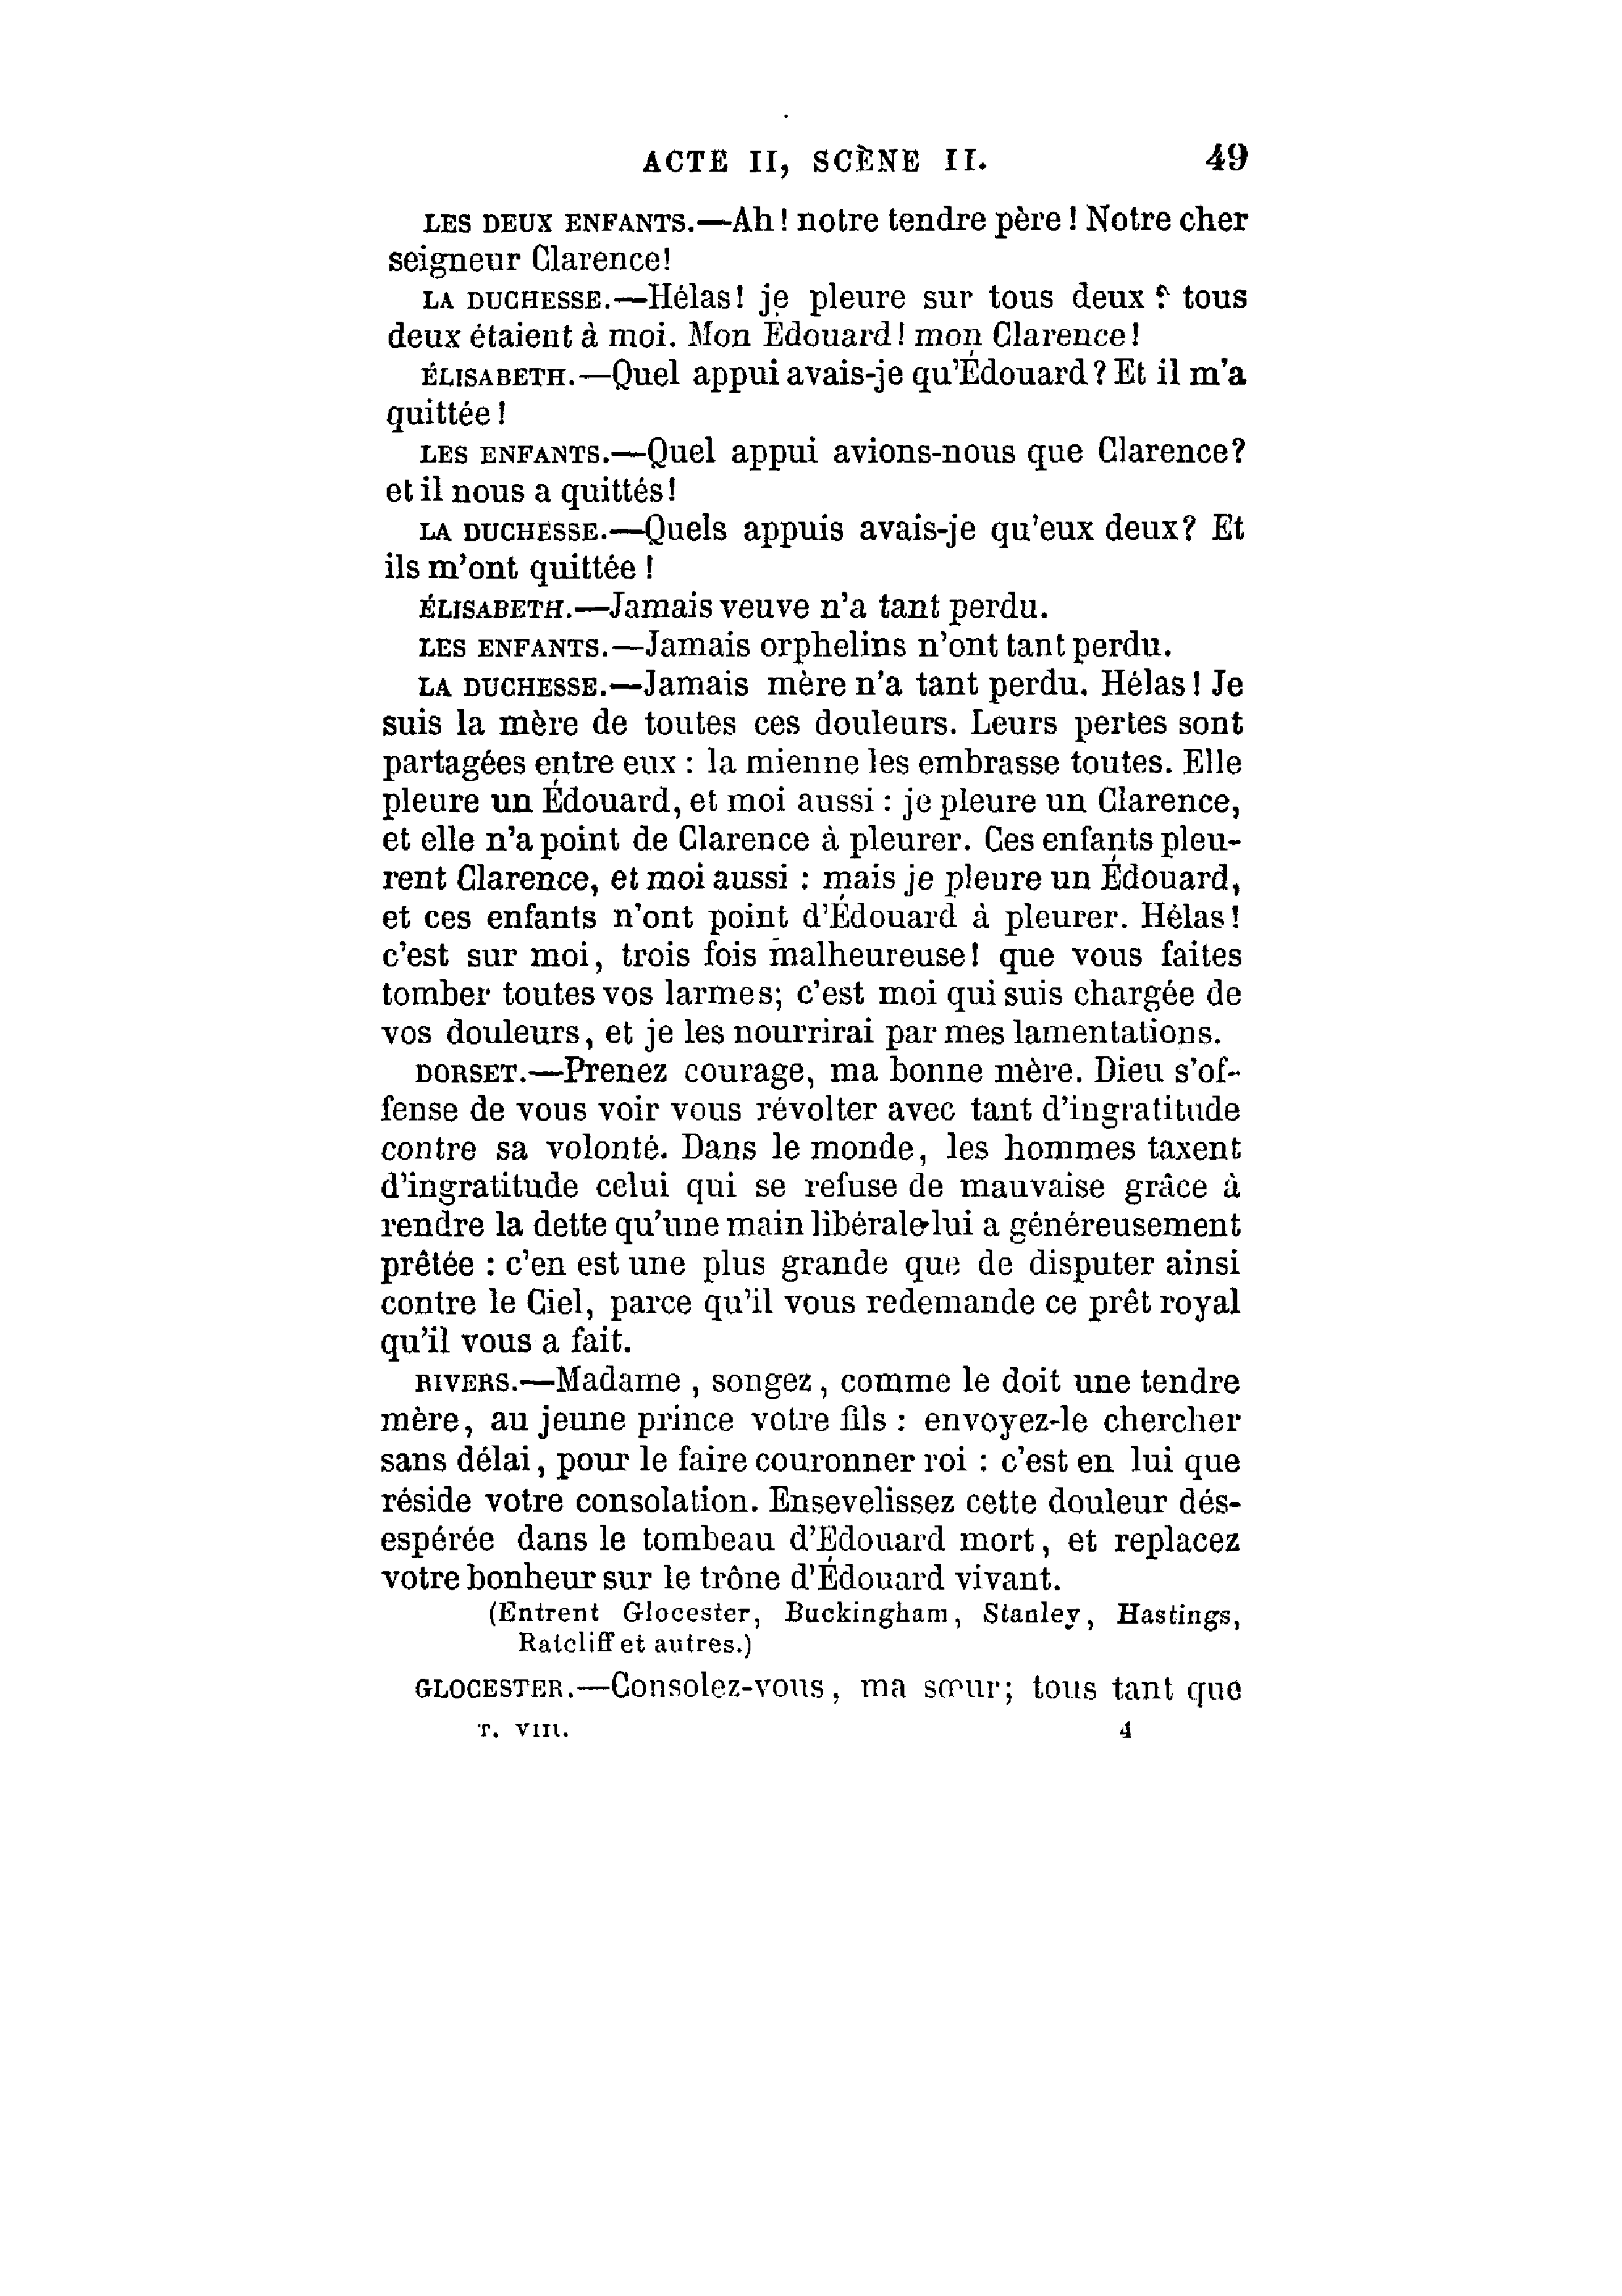 ACTE II, SCÈNE II. 49
LES DEUX ENFANTS.—Ah! notre tendre père! Notre cher
seigneur Clarence!
LA DUCHESSE.—Hélas! je pleure sur tous deux ? tous
deux étaient à moi. Mon Édouard! mon Clarence!
ÉLISABETH.—Quel appui avais-je qu'Édouard? Et il m'a
quittée!
LES ENFANTS.—Quel appui avions-nous que Clarence?
et il nous a quittés!
LA DUCHESSE.—Quels appuis avais-je qu'eux deux? Et
ils m'ont quittée!
ÉLISABETH.—Jamais veuve n'a tant perdu.
LES ENFANTS.—Jamais orphelins n'ont tant perdu.
LA DUCHESSE.—Jamais mère n'a tant perdu. Hélas! Je
suis la mère de toutes ces douleurs. Leurs pertes sont
partagées entre eux : la mienne les embrasse toutes. Elle
pleure un Édouard, et moi aussi : je pleure un Clarence,
et elle n'a point de Clarence à pleurer. Ces enfants pleu-
rent Clarence, et moi aussi : mais je pleure un Édouard,
et ces enfants n'ont point d'Édouard à pleurer. Hélas!
c'est sur moi, trois fois malheureuse! que vous faites
tomber toutes vos larmes; c'est moi qui suis chargée de
vos douleurs, et je les nourrirai par mes lamentations.
DORSET.—Prenez courage, ma bonne mère. Dieu s'of-
fense de vous voir vous révolter avec tant d'ingratitude
contre sa volonté. Dans le monde, les hommes taxent
d'ingratitude celui qui se refuse de mauvaise grâce à
rendre la dette qu'une main libérale lui a généreusement
prêtée : c'en est une plus grande que de disputer ainsi
contre le Ciel, parce qu'il vous redemande ce prêt royal
qu'il vous a fait.
RIVERS.—Madame, songez, comme le doit une tendre
mère, au jeune prince votre fils : envoyez-le chercher
sans délai, pour le faire couronner roi : c'est en lui que
réside votre consolation. Ensevelissez cette douleur dés-
espérée dans le tombeau d'Edouard mort, et replacez
votre bonheur sur le trône d'Édouard vivant.
(Entrent Glocester, Buckingham, Stanley, Hastings,
Ratcliff et autres.)
GLOCESTER.—Consolez-vous, ma sœur; tous tant que
T. VIII. 4